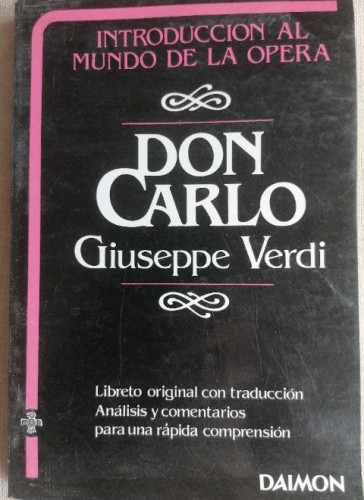 INTRODUCCION AL
MUNDO DE LA OPERA
DON
CARLO
Giuseppe Verdi
Libreto original con traducción
Análisis y comentarios
para una rápida comprensión
DAIMON